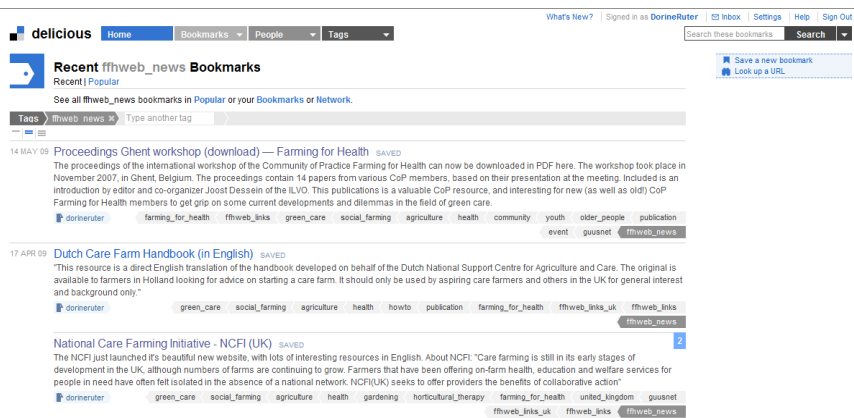 What's New? Signed in as DorineRuter Inbox Settings Help Sign Out
delicious Home Bookmarks People Tags Search these bookmarks Search
Recent ffhweb_news Bookmarks
Recent | Popular
Save a new bookmark
Look up a URL
See all ffhweb_news bookmarks in Popular or your Bookmarks or Network.
Tags ffhweb_news Type another tag
14 MAY 09 Proceedings Ghent workshop (download) — Farming for Health SAVED
The proceedings of the international workshop of the Community of Practice Farming for Health can now be downloaded in PDF here. The workshop took place in
November 2007, in Ghent, Belgium. The proceedings contain 14 papers from various CoP members, based on their presentation at the meeting. Included is an
introduction by editor and co-organizer Joost Dessein of the ILVO. This publications is a valuable CoP resource, and interesting for new (as well as old!) CoP
Farming for Health members to get grip on some current developments and dilemmas in the field of green care.
dorineruter farming_for_health ffhweb_links green_care social_farming agriculture health community youth older_people publication
event guusnet ffhweb_news
17 APR 09 Dutch Care Farm Handbook (in English) SAVED
"This resource is a direct English translation of the handbook developed on behalf of the Dutch National Support Centre for Agriculture and Care. The original is
available to farmers in Holland looking for advice on starting a care farm. It should only be used by aspiring care farmers and others in the UK for general interest
and background only."
dorineruter green_care social_farming agriculture health howto publication farming_for_health ffhweb_links_uk ffhweb_links
ffhweb_news
National Care Farming Initiative - NCFI (UK) SAVED 2
The NCFI just launched it's beautiful new website, with lots of interesting resources in English. About NCFI: "Care farming is still in its early stages of
development in the UK, although numbers of farms are continuing to grow. Farmers that have been offering on-farm health, education and welfare services for
people in need have often felt isolated in the absence of a national network. NCFI(UK) seeks to offer providers the benefits of collaborative action"
dorineruter green_care social_farming agriculture health gardening horticultural_therapy farming_for_health united_kingdom guusnet
ffhweb_links_uk ffhweb_links ffhweb_news